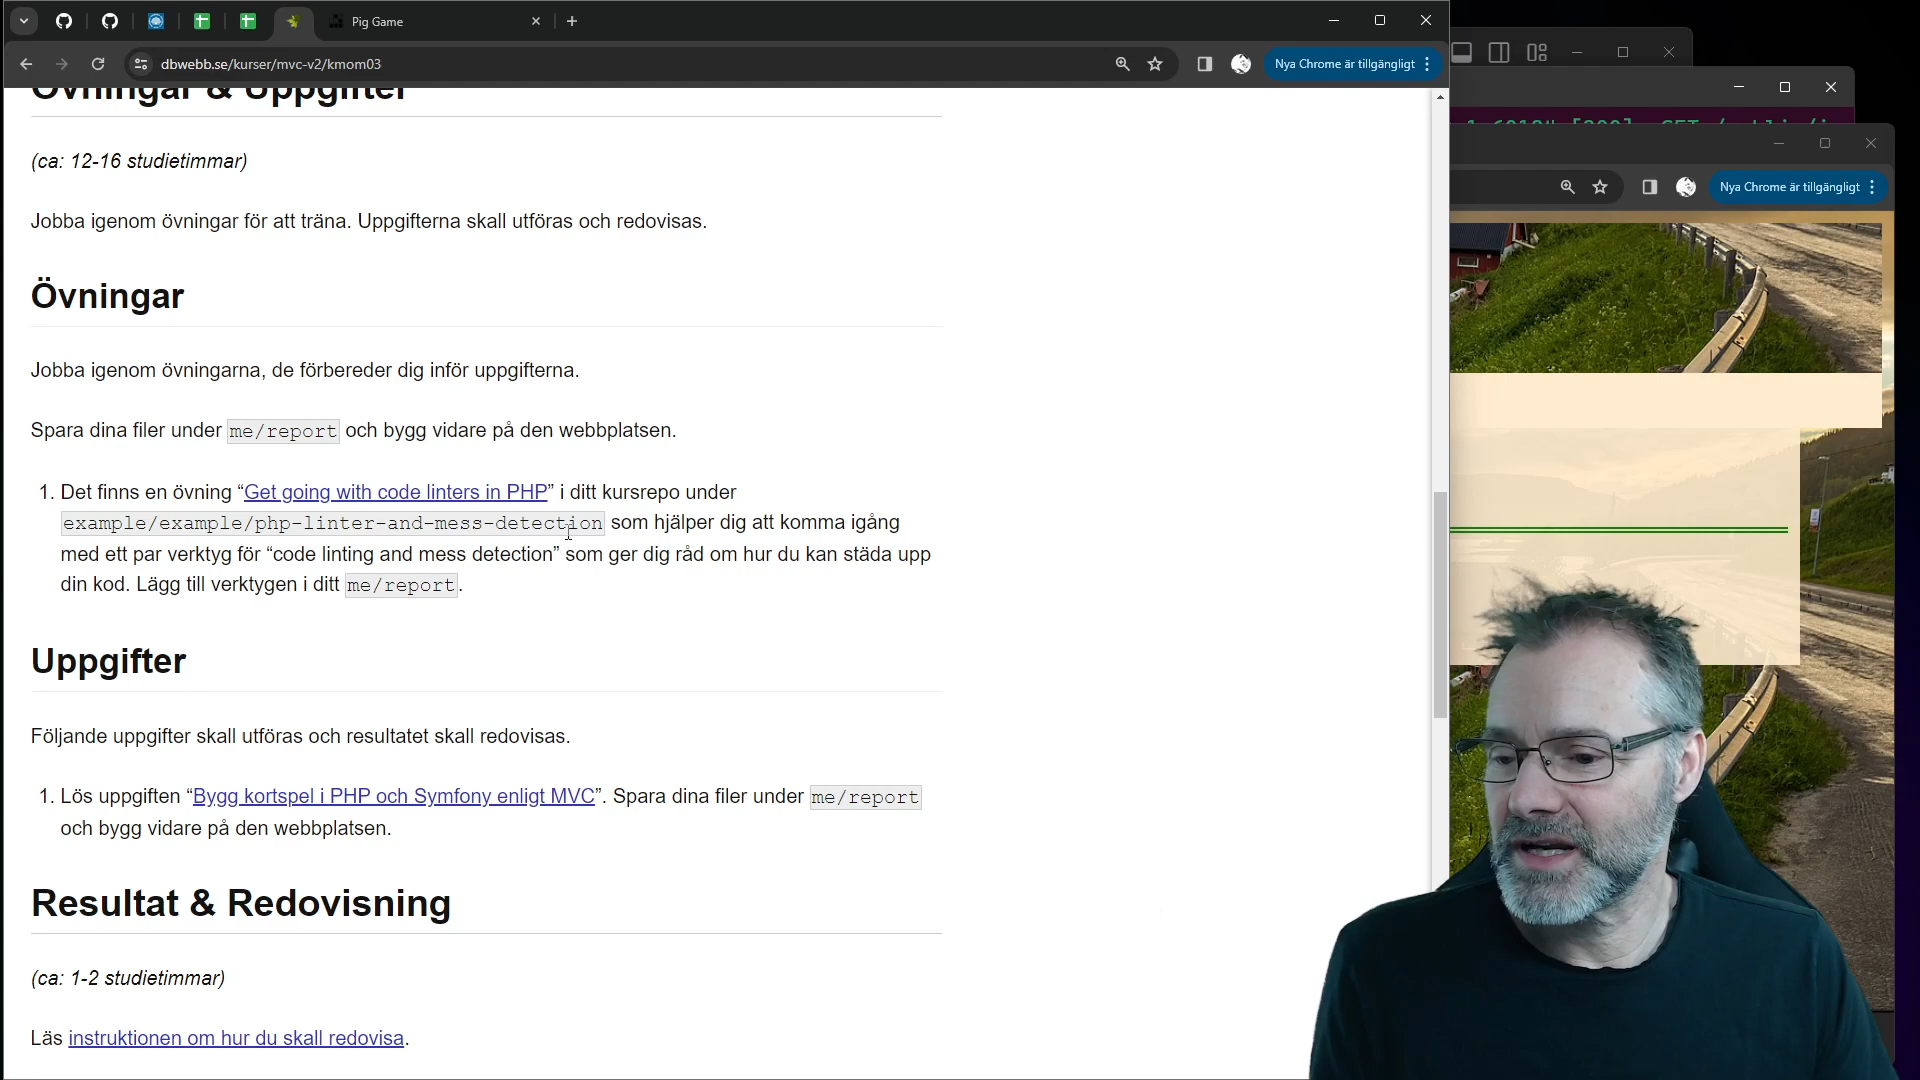 Pig Game
dbwebb.se/kurser/mvc-v2/kmom03
Nya Chrome är tillgängligt
Övningar & Uppgifter
(ca: 12-16 studietimmar)
Jobba igenom övningar för att träna. Uppgifterna skall utföras och redovisas.
Övningar
Jobba igenom övningarna, de förbereder dig inför uppgifterna.
Spara dina filer under me/report och bygg vidare på den webbplatsen.
1. Det finns en övning “Get going with code linters in PHP” i ditt kursrepo under
example/example/php-linter-and-mess-detection som hjälper dig att komma igång
med ett par verktyg för “code linting and mess detection” som ger dig råd om hur du kan städa upp
din kod. Lägg till verktygen i ditt me/report.
Uppgifter
Följande uppgifter skall utföras och resultatet skall redovisas.
1. Lös uppgiften “Bygg kortspel i PHP och Symfony enligt MVC”. Spara dina filer under me/report
och bygg vidare på den webbplatsen.
Resultat & Redovisning
(ca: 1-2 studietimmar)
Läs instruktionen om hur du skall redovisa.
Nya Chrome är tillgängligt